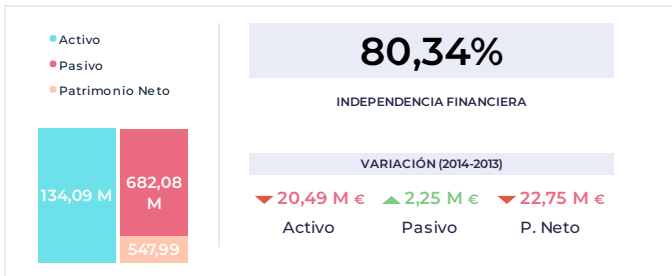 Activo
Pasivo
Patrimonio Neto
134,09 M
682,08
M
547,99
80,34%
INDEPENDENCIA FINANCIERA
VARIACIÓN (2014-2013)
20,49 M €
2,25 M €
22,75 M €
Activo
Pasivo
P. Neto